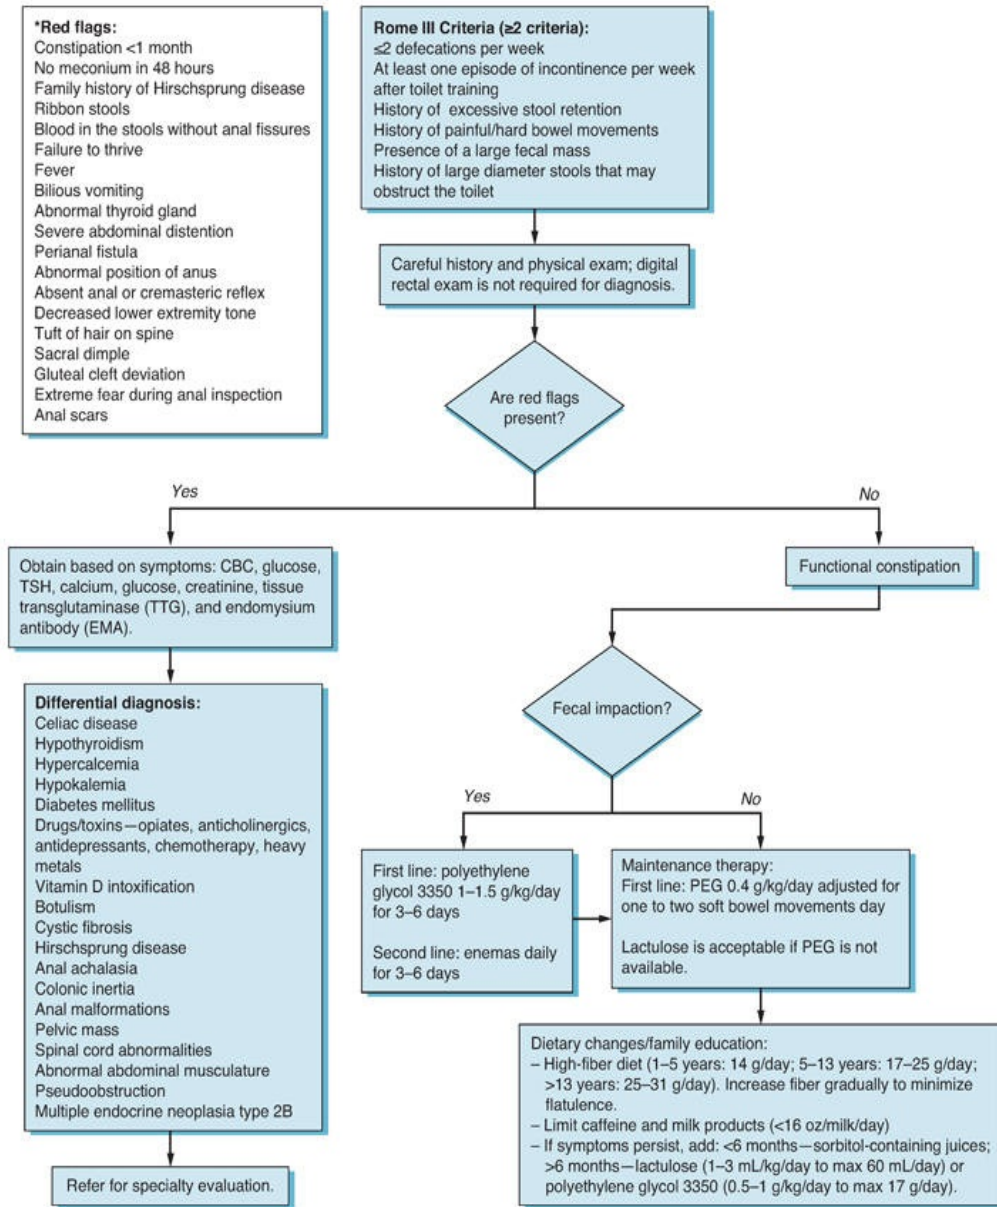 *Red flags:
Constipation <1 month
No meconium in 48 hours
Family history of Hirschsprung disease
Ribbon stools
Blood in the stools without anal fissures
Failure to thrive
Fever
Bilious vomiting
Abnormal thyroid gland
Severe abdominal distention
Perianal fistula
Abnormal position of anus
Absent anal or cremasteric reflex
Decreased lower extremity tone
Tuft of hair on spine
Sacral dimple
Gluteal cleft deviation
Extreme fear during anal inspection
Anal scars
Rome III Criteria (≥2 criteria):
≤2 defecations per week
At least one episode of incontinence per week
after toilet training
History of excessive stool retention
History of painful/hard bowel movements
Presence of a large fecal mass
History of large diameter stools that may
obstruct the toilet
Careful history and physical exam; digital
rectal exam is not required for diagnosis.
Are red flags
present?
Yes
No
Obtain based on symptoms: CBC, glucose,
TSH, calcium, glucose, creatinine, tissue
transglutaminase (TTG), and endomysium
antibody (EMA).
Functional constipation
Differential diagnosis:
Celiac disease
Hypothyroidism
Hypercalcemia
Hypokalemia
Diabetes mellitus
Drugs/toxins—opiates, anticholinergics,
antidepressants, chemotherapy, heavy
metals
Vitamin D intoxification
Botulism
Cystic fibrosis
Hirschsprung disease
Anal achalasia
Colonic inertia
Anal malformations
Pelvic mass
Spinal cord abnormalities
Abnormal abdominal musculature
Pseudoobstruction
Multiple endocrine neoplasia type 2B
Refer for specialty evaluation.
Fecal impaction?
Yes
No
First line: polyethylene
glycol 3350 1–1.5 g/kg/day
for 3–6 days
Second line: enemas daily
for 3–6 days
Maintenance therapy:
First line: PEG 0.4 g/kg/day adjusted for
one to two soft bowel movements day
Lactulose is acceptable if PEG is not
available.
Dietary changes/family education:
– High-fiber diet (1–5 years: 14 g/day; 5–13 years: 17–25 g/day;
>13 years: 25–31 g/day). Increase fiber gradually to minimize
flatulence.
– Limit caffeine and milk products (<16 oz/milk/day)
– If symptoms persist, add: <6 months—sorbitol-containing juices;
>6 months—lactulose (1–3 mL/kg/day to max 60 mL/day) or
polyethylene glycol 3350 (0.5–1 g/kg/day to max 17 g/day).